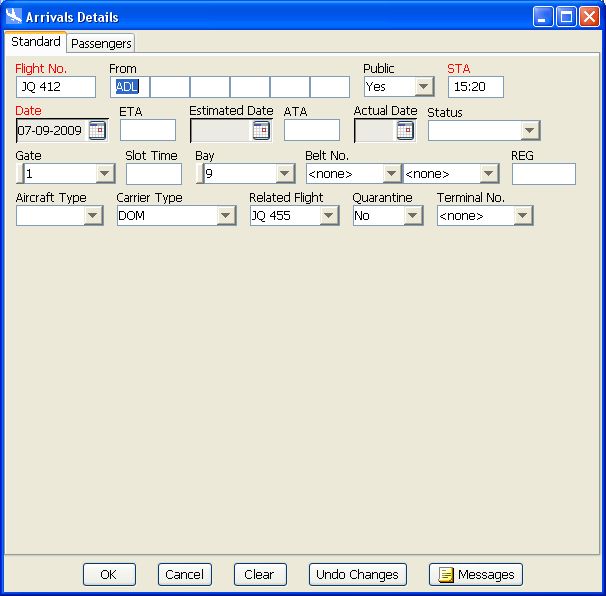 Arrivals Details
Standard Passengers
Flight No. From Public STA
JQ 412 ADL Yes 15:20
Date ETA Estimated Date ATA Actual Date Status
07-09-2009
Gate Slot Time Bay Belt No. REG
1 9 <none> <none>
Aircraft Type Carrier Type Related Flight Quarantine Terminal No.
DOM JQ 455 No <none>
OK Cancel Clear Undo Changes Messages